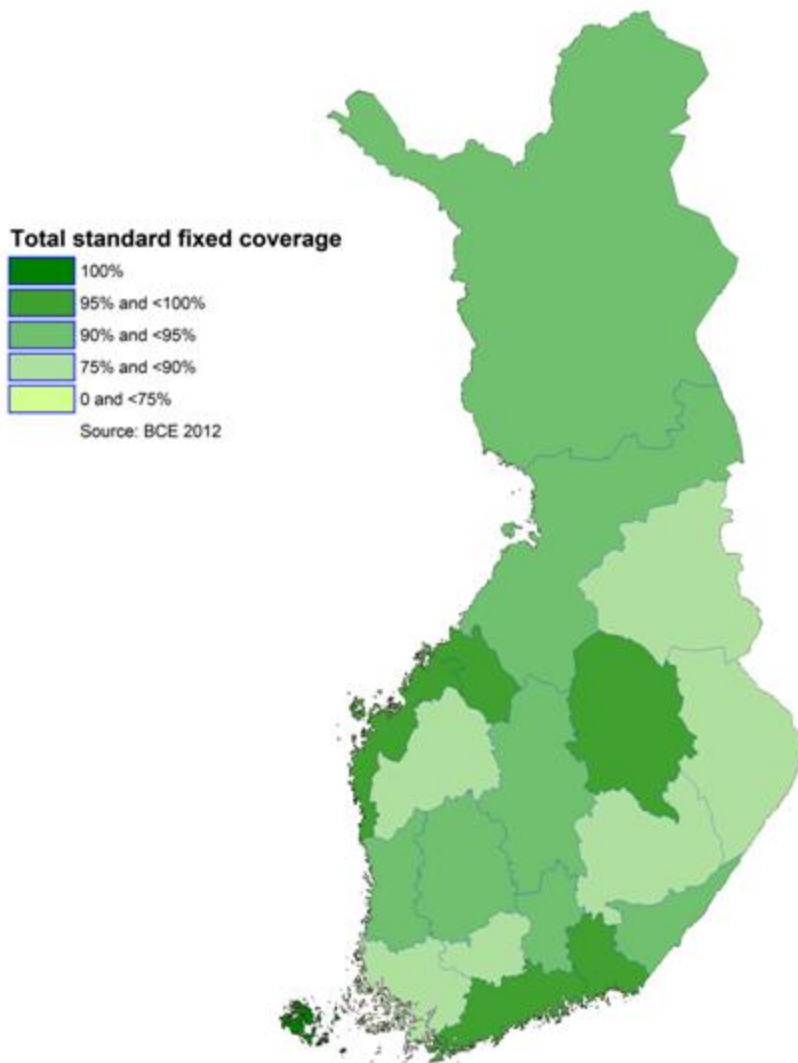 Total standard fixed coverage
100%
95% and <100%
90% and <95%
75% and <90%
0 and <75%
Source: BCE 2012